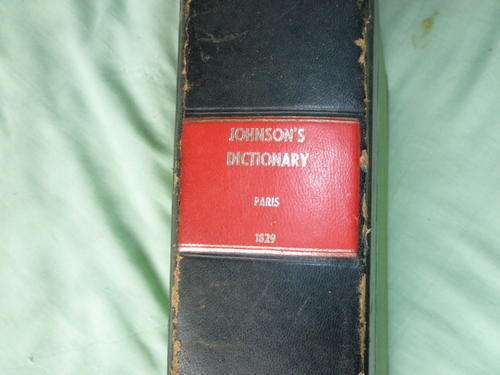 JOHNSON'S
DICTIONARY
PARIS
1829